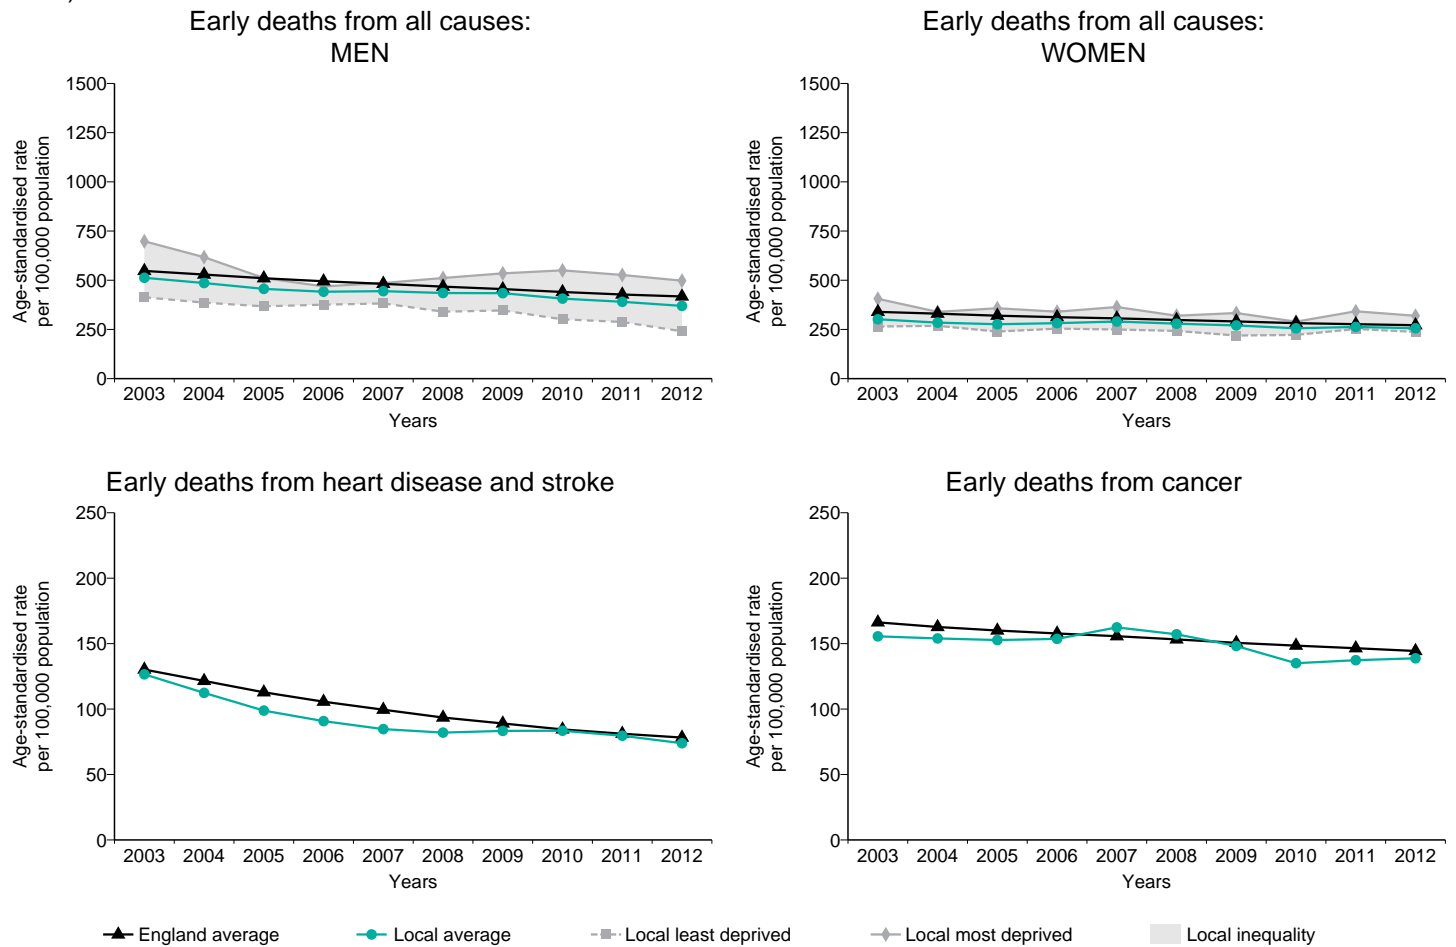 Early deaths from all causes:
MEN
Age-standardised rate
per 100,000 population
1500
1250
1000
750
500
250
0
2003 2004 2005 2006 2007 2008 2009 2010 2011 2012
Years
Early deaths from all causes:
WOMEN
Age-standardised rate
per 100,000 population
1500
1250
1000
750
500
250
0
2003 2004 2005 2006 2007 2008 2009 2010 2011 2012
Years
Early deaths from heart disease and stroke
Age-standardised rate
per 100,000 population
250
200
150
100
50
0
2003 2004 2005 2006 2007 2008 2009 2010 2011 2012
Years
Early deaths from cancer
Age-standardised rate
per 100,000 population
250
200
150
100
50
0
2003 2004 2005 2006 2007 2008 2009 2010 2011 2012
Years
England average
Local average
Local least deprived
Local most deprived
Local inequality